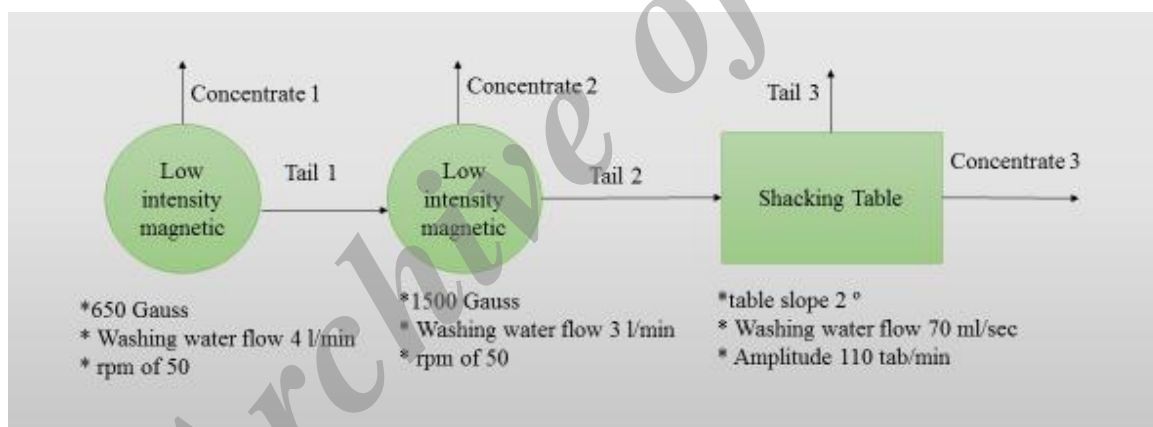 Concentrate 1
Concentrate 2
Tail 3
Low
intensity
magnetic
Tail 1
Low
intensity
magnetic
Tail 2
Shacking Table
Concentrate 3
*650 Gauss
* Washing water flow 4 l/min
* rpm of 50
*1500 Gauss
* Washing water flow 3 l/min
* rpm of 50
*table slope 2 º
* Washing water flow 70 ml/sec
* Amplitude 110 tab/min
Archive of